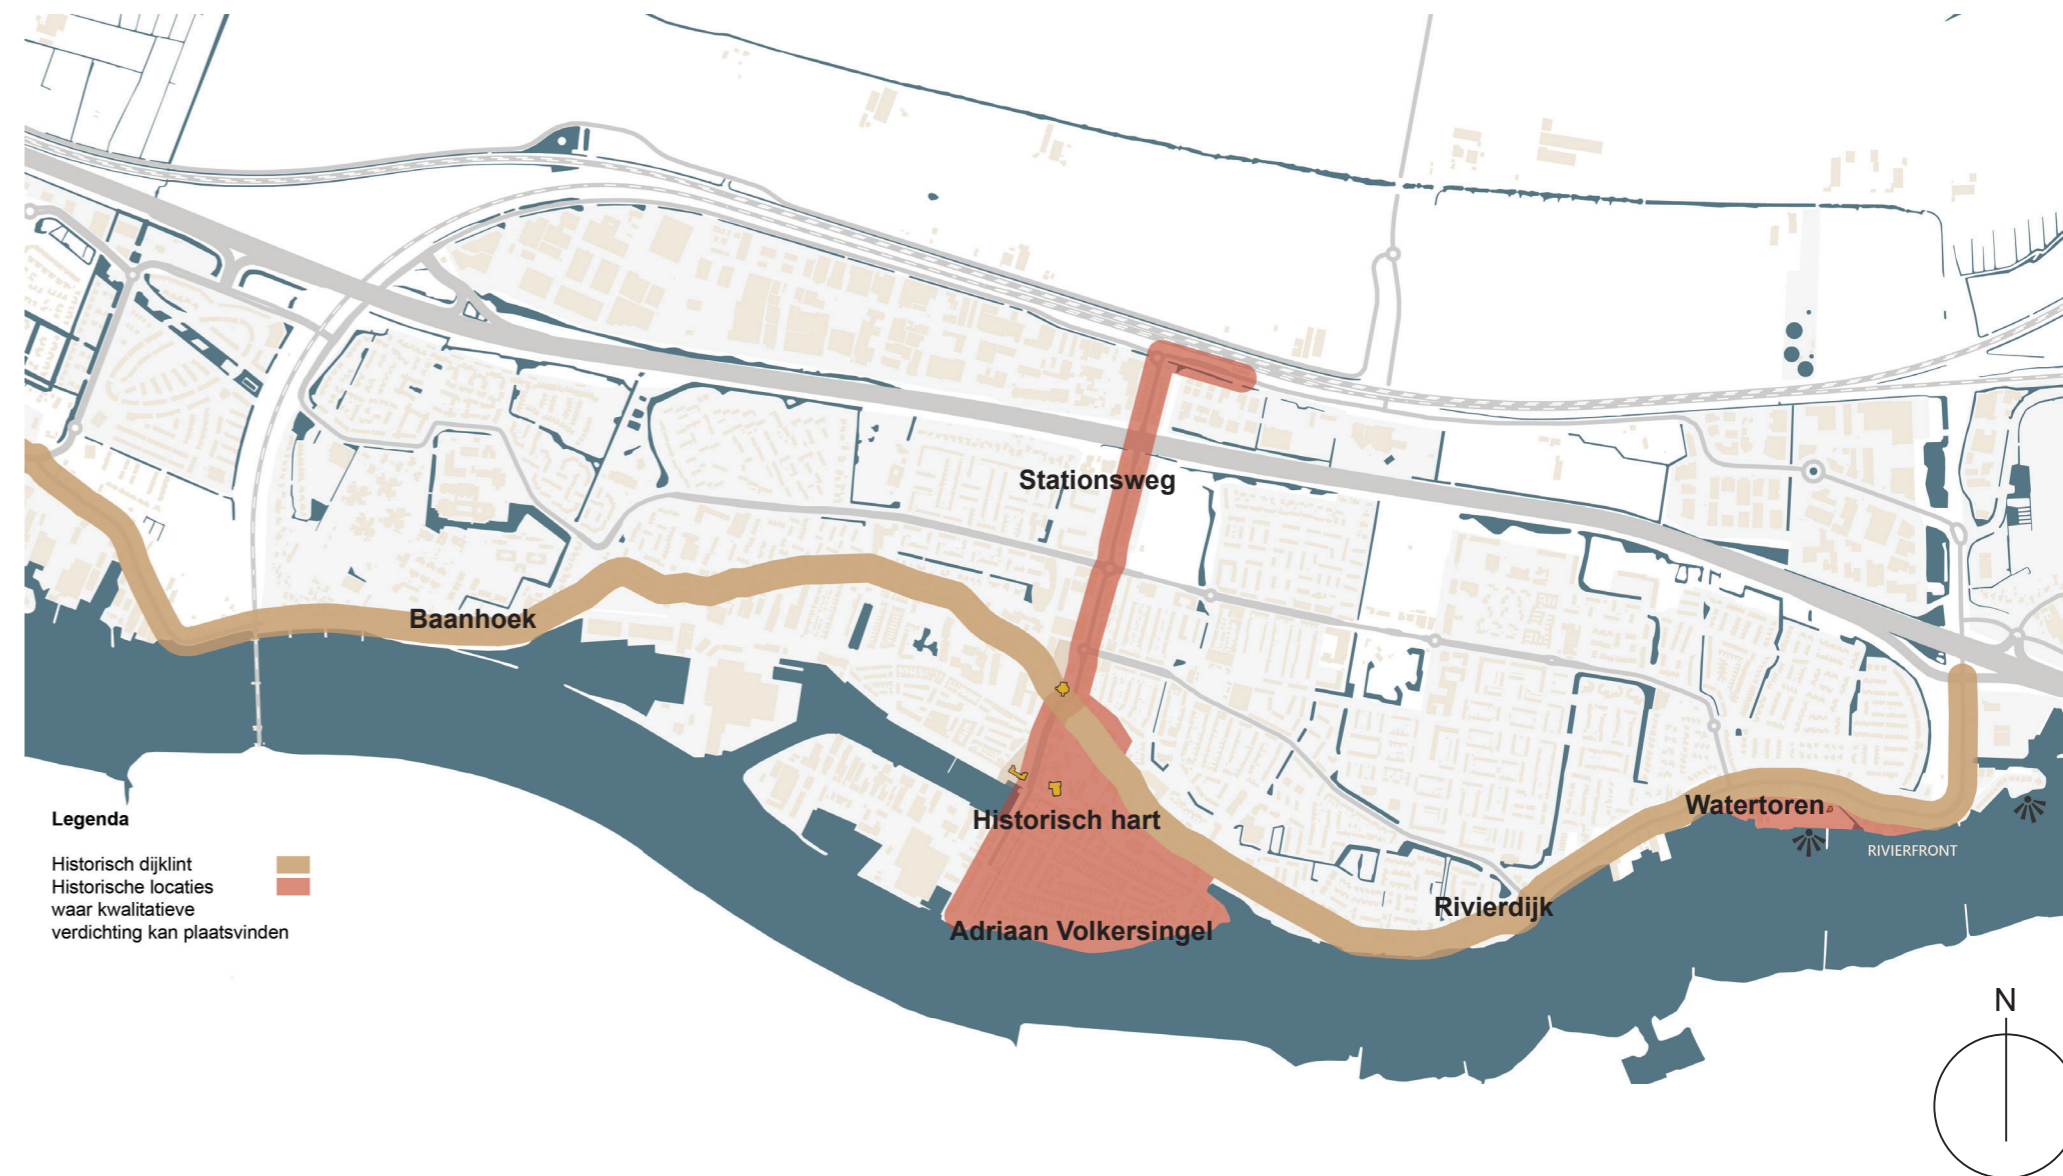 Stationsweg
Baanhoek
Historisch hart
Watertoren
RIVIERFRONT
Rivierdijk
Adriaan Volkersingel
Legenda
Historisch dijklint
Historische locaties
waar kwalitatieve
verdichting kan plaatsvinden
N